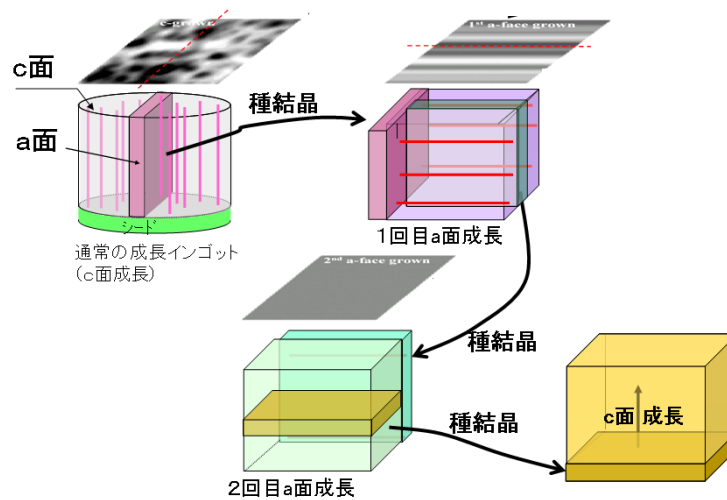 c-grown
1st a-face grown
c面
a面
種結晶
シード
通常の成長インゴット
(c面成長)
1回目a面成長
2nd a-face grown
種結晶
種結晶
c面 成長
2回目a面成長